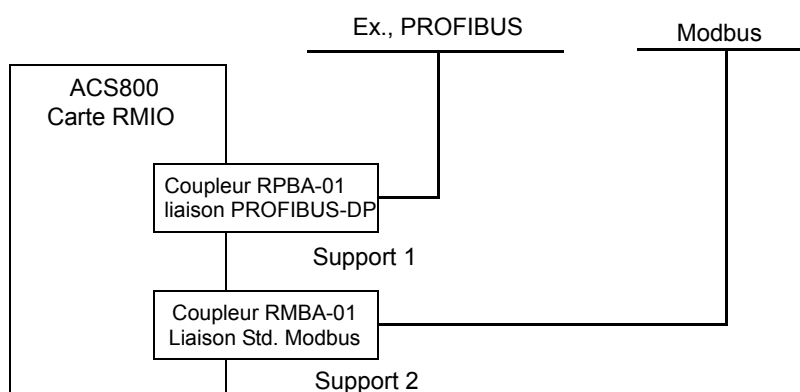 Ex., PROFIBUS
Modbus
ACS800
Carte RMIO
Coupleur RPBA-01
liaison PROFIBUS-DP
Support 1
Coupleur RMBA-01
Liaison Std. Modbus
Support 2